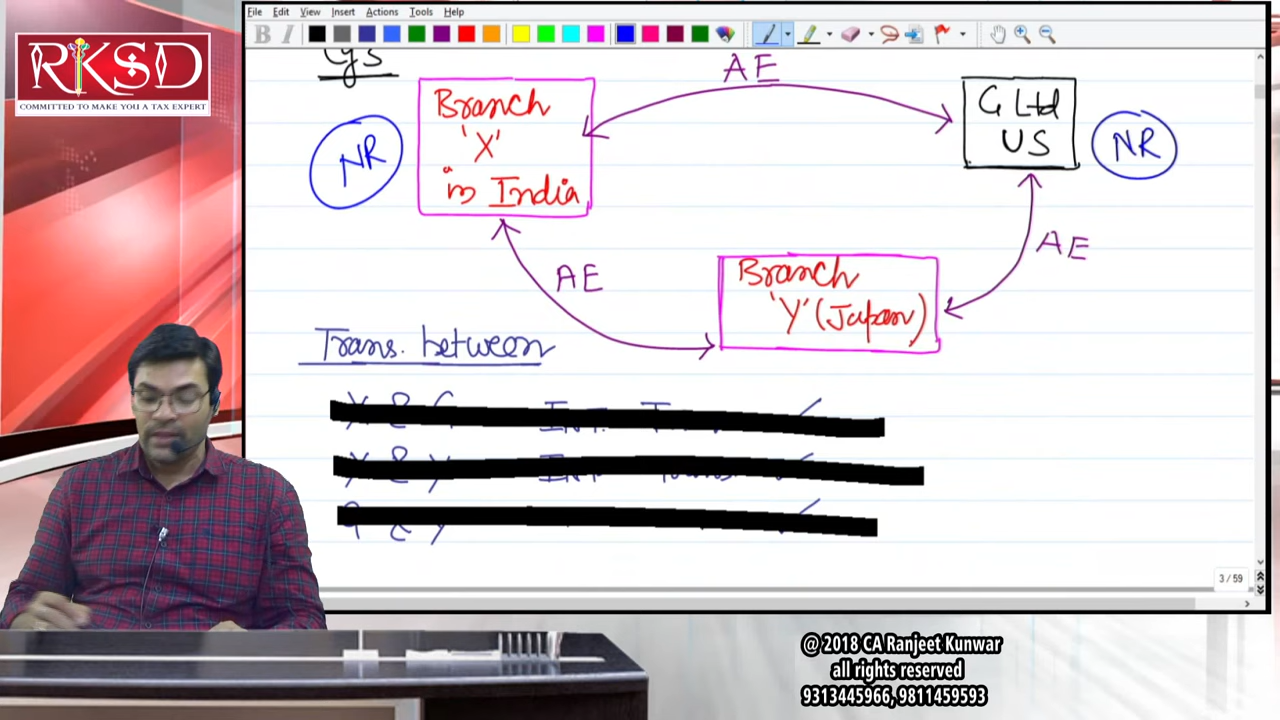 File Edit View Insert Actions Tools Help
B I
RKSD
COMMITTED TO MAKE YOU A TAX EXPERT
AE
Branch
'X'
in India
NR
G Ltd
US
NR
AE
AE
Branch
'Y' (Japan)
Trans. between
3 / 59
@ 2018 CA Ranjeet Kunwar
all rights reserved
9313445966, 9811459593